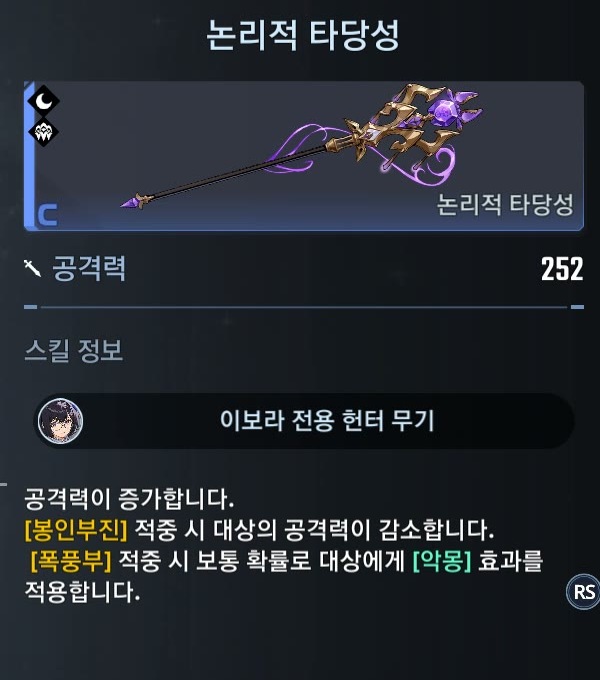 논리적 타당성
C
논리적 타당성
공격력 252
스킬 정보
이보라 전용 헌터 무기
공격력이 증가합니다.
[봉인부진] 적중 시 대상의 공격력이 감소합니다.
[폭풍부] 적중 시 보통 확률로 대상에게 [악몽] 효과를
적용합니다.
RS